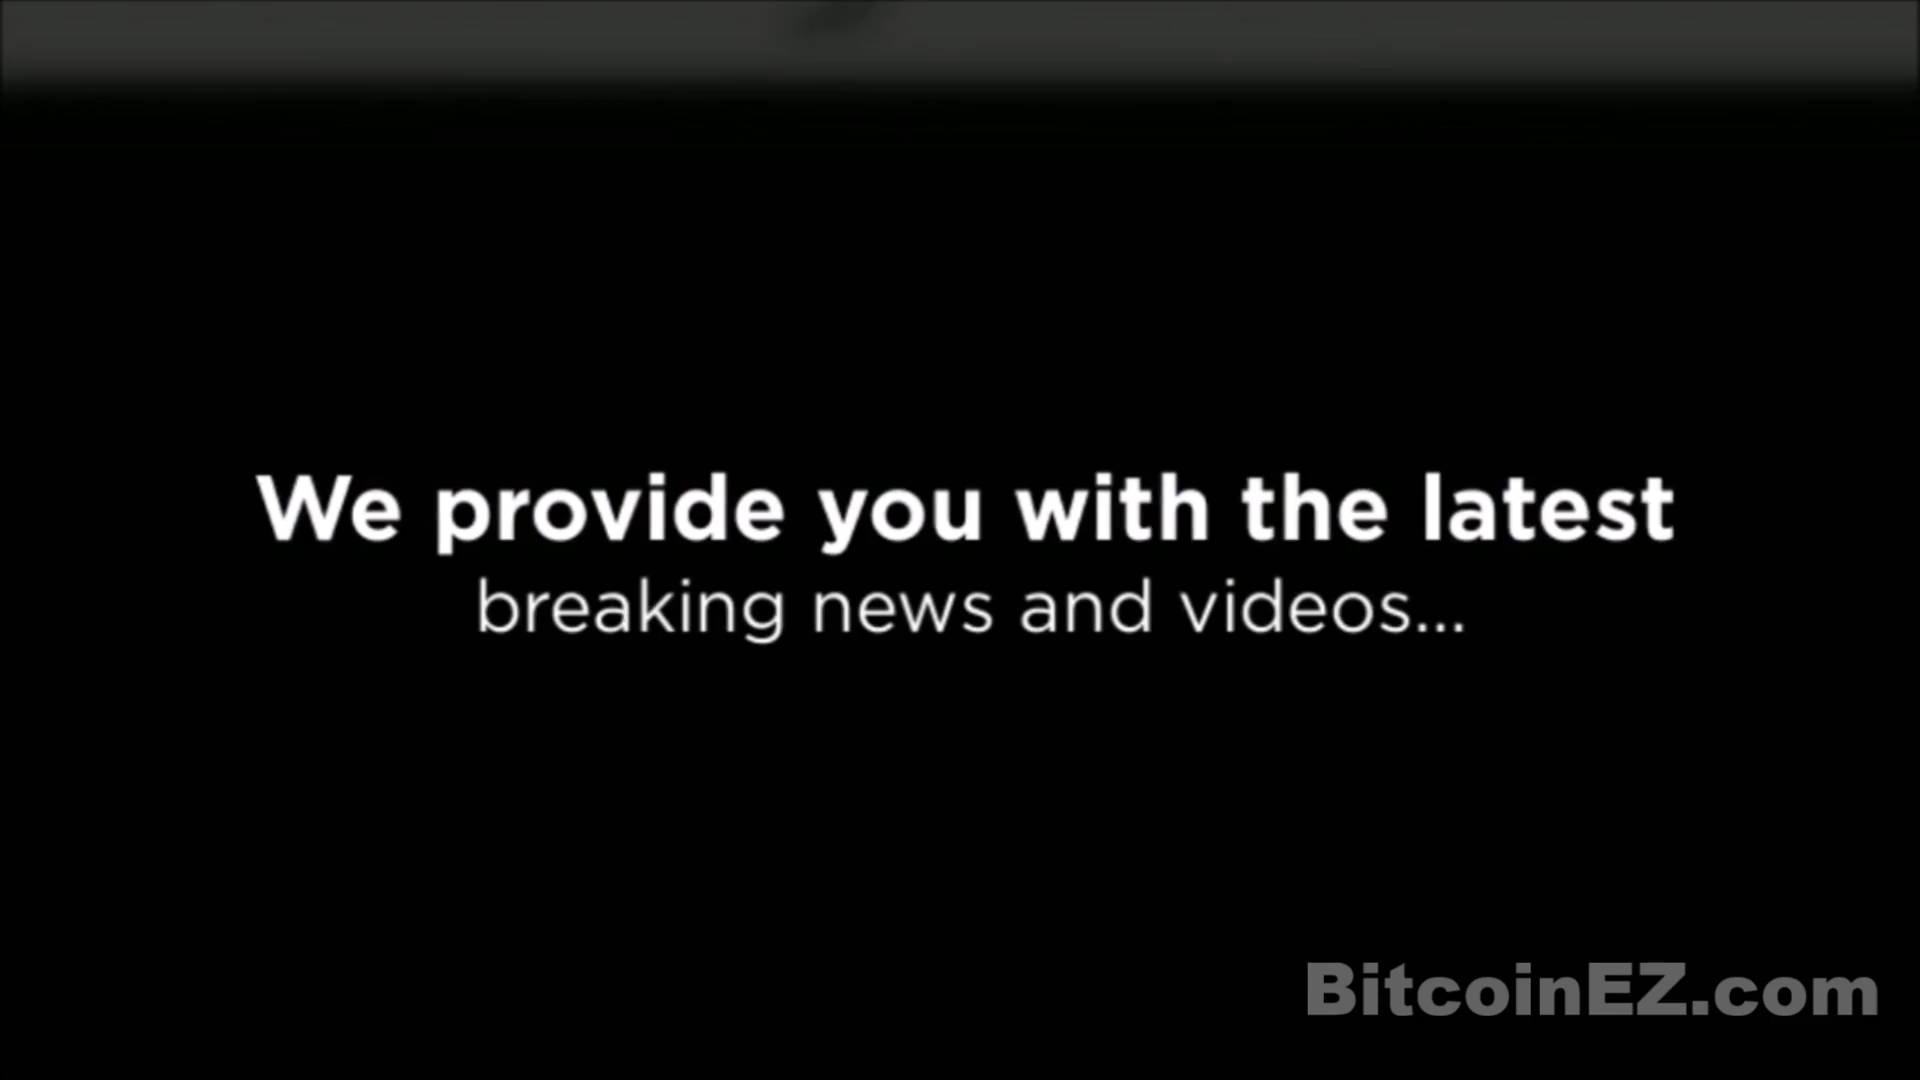 We provide you with the latest
breaking news and videos...
BitcoinEZ.com